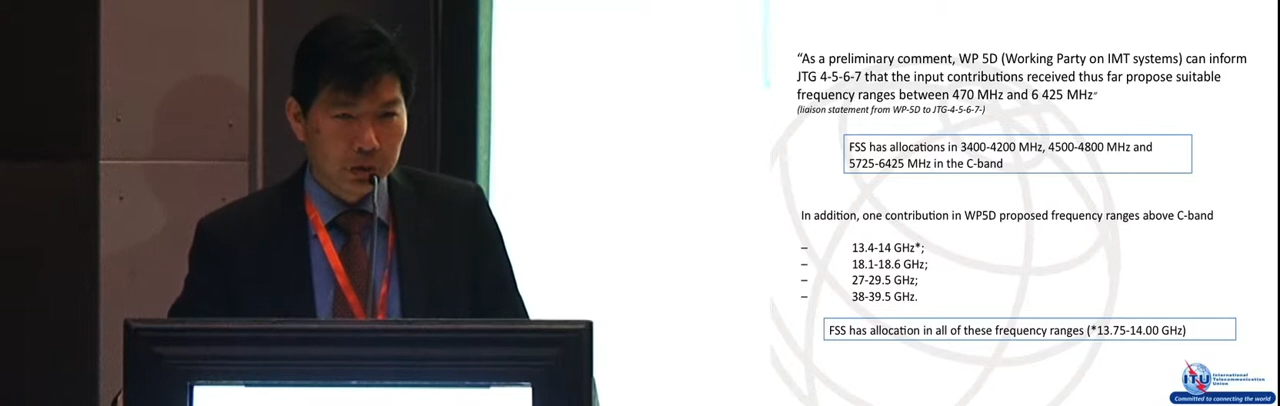 “As a preliminary comment, WP 5D (Working Party on IMT systems) can inform
JTG 4-5-6-7 that the input contributions received thus far propose suitable
frequency ranges between 470 MHz and 6 425 MHz”
(liaison statement from WP-5D to JTG-4-5-6-7-)
FSS has allocations in 3400-4200 MHz, 4500-4800 MHz and
5725-6425 MHz in the C-band
In addition, one contribution in WP5D proposed frequency ranges above C-band
– 13.4-14 GHz*;
– 18.1-18.6 GHz;
– 27-29.5 GHz;
– 38-39.5 GHz.
FSS has allocation in all of these frequency ranges (*13.75-14.00 GHz)
ITU
International
Telecommunication
Union
Committed to connecting the world